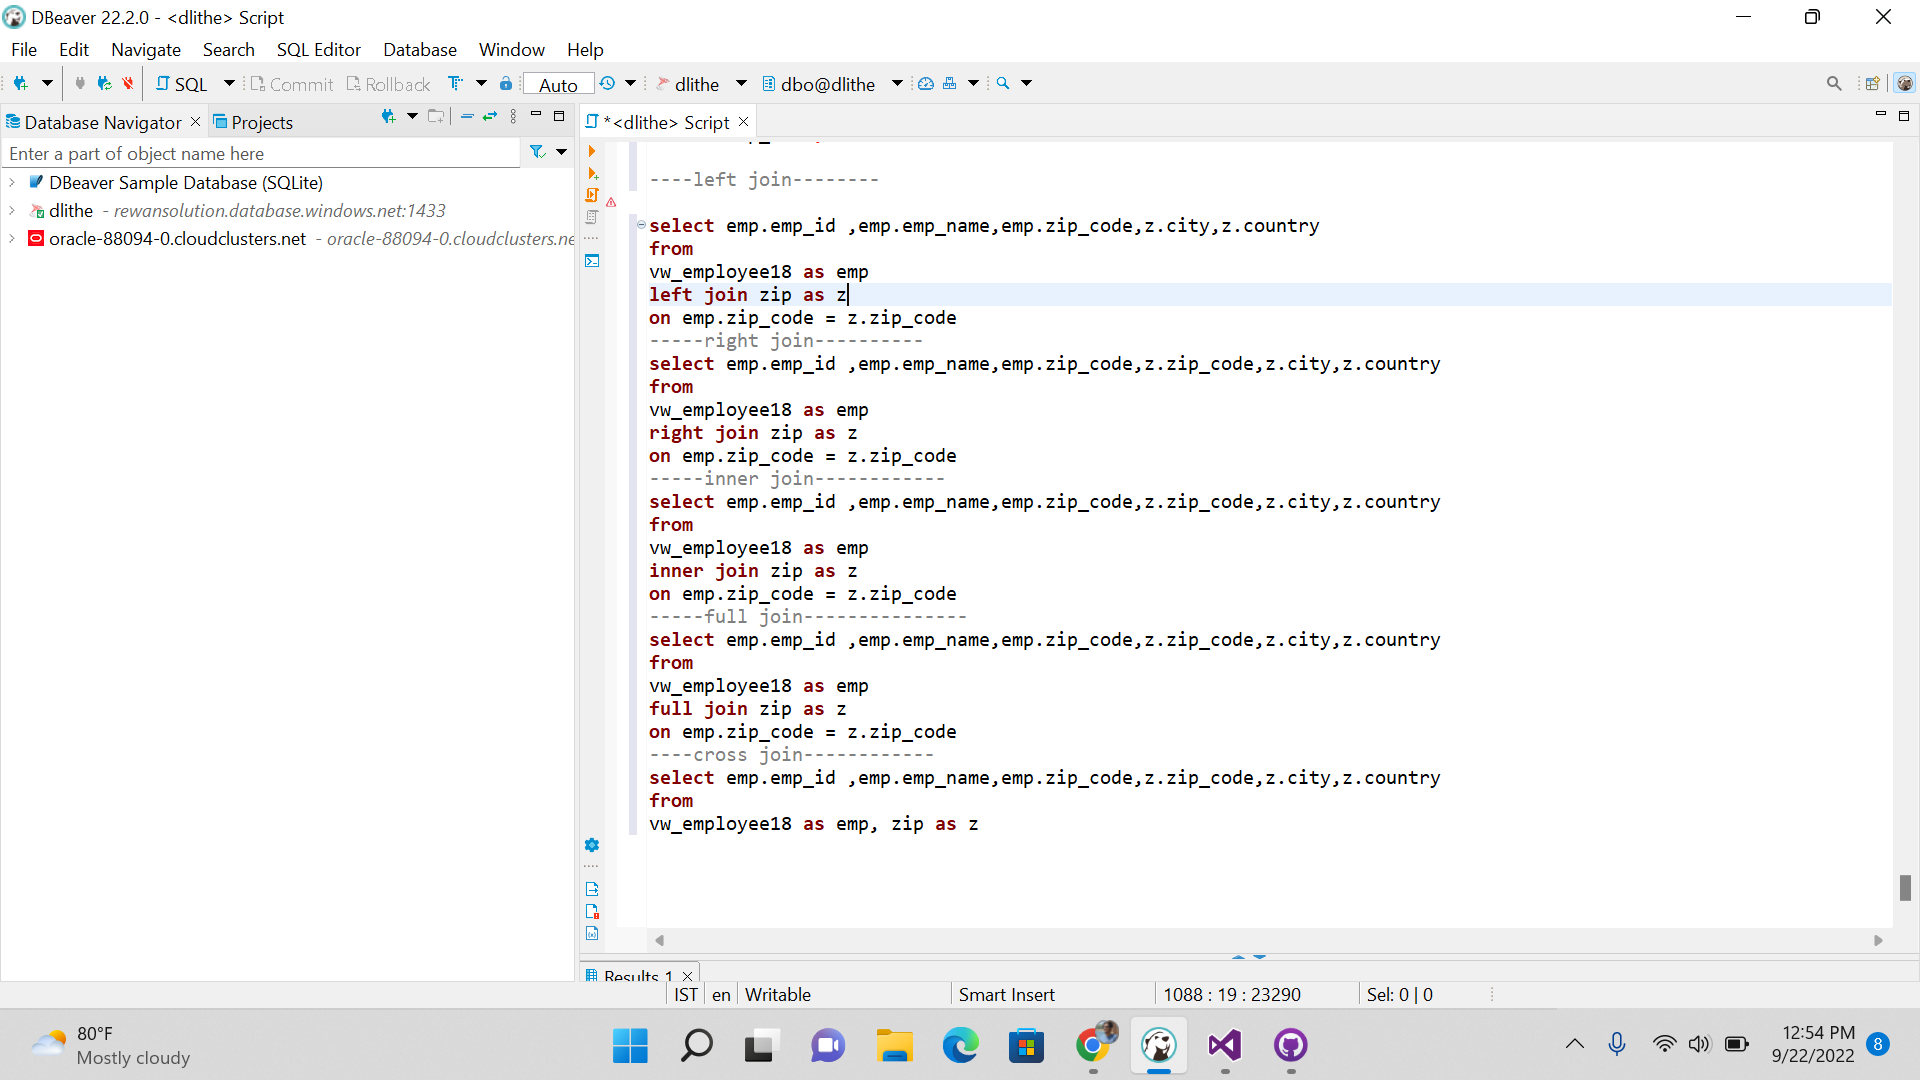 DBeaver 22.2.0 - <dlithe> Script
File Edit Navigate Search SQL Editor Database Window Help
SQL Commit Rollback Auto dlithe dbo@dlithe
Database Navigator Projects
*<dlithe> Script
Enter a part of object name here
DBeaver Sample Database (SQLite)
dlithe - rewansolution.database.windows.net:1433
oracle-88094-0.cloudclusters.net - oracle-88094-0.cloudclusters.ne
----left join--------
select emp.emp_id ,emp.emp_name,emp.zip_code,z.city,z.country
from
vw_employee18 as emp
left join zip as z
on emp.zip_code = z.zip_code
-----right join----------
select emp.emp_id ,emp.emp_name,emp.zip_code,z.zip_code,z.city,z.country
from
vw_employee18 as emp
right join zip as z
on emp.zip_code = z.zip_code
-----inner join------------
select emp.emp_id ,emp.emp_name,emp.zip_code,z.zip_code,z.city,z.country
from
vw_employee18 as emp
inner join zip as z
on emp.zip_code = z.zip_code
-----full join---------------
select emp.emp_id ,emp.emp_name,emp.zip_code,z.zip_code,z.city,z.country
from
vw_employee18 as emp
full join zip as z
on emp.zip_code = z.zip_code
----cross join------------
select emp.emp_id ,emp.emp_name,emp.zip_code,z.zip_code,z.city,z.country
from
vw_employee18 as emp, zip as z
Results 1
IST en Writable Smart Insert 1088 : 19 : 23290 Sel: 0 | 0
80°F
Mostly cloudy
12:54 PM
9/22/2022
8